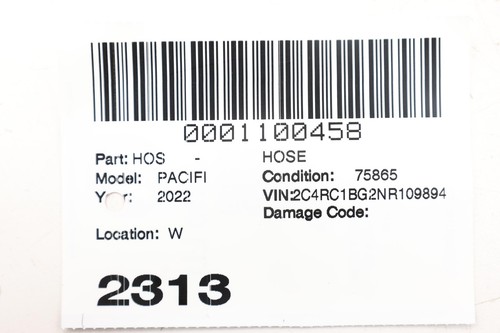 0001100458
Part: HOS - HOSE
Model: PACIFI Condition: 75865
Year: 2022 VIN:2C4RC1BG2NR109894
Damage Code:
Location: W
2313